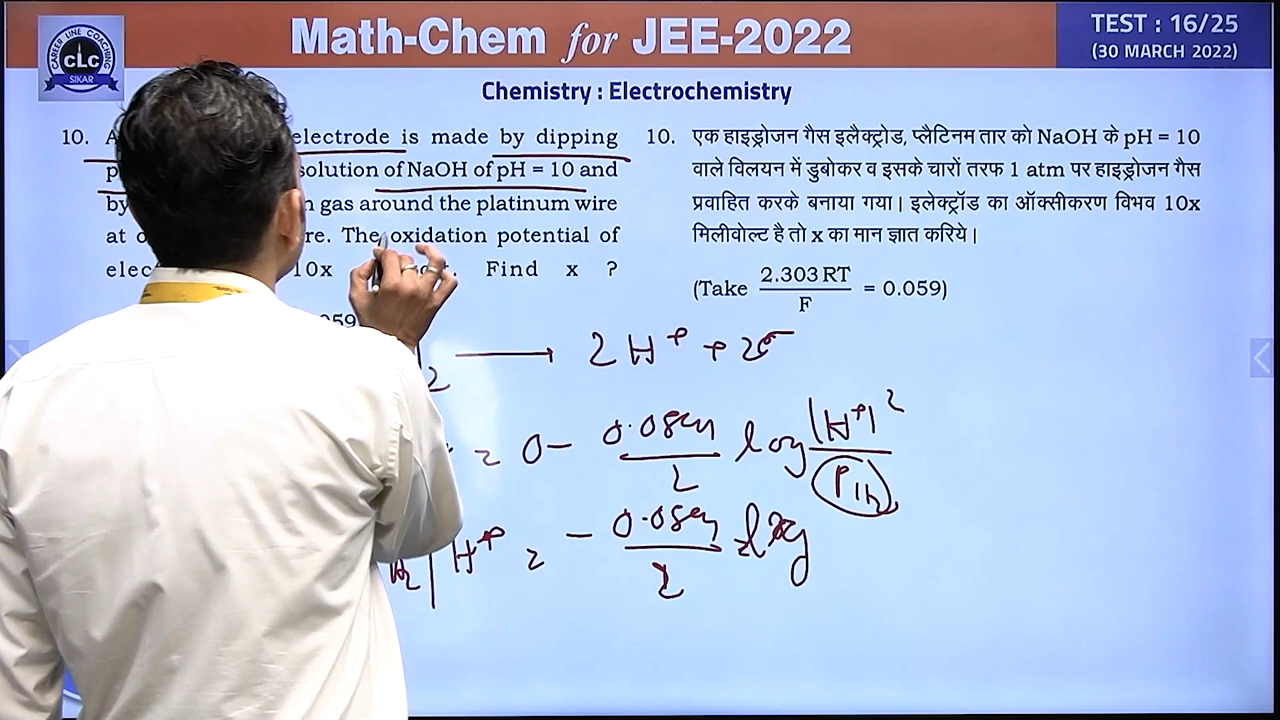 CAREER LINE COACHING
CLC
SIKAR
Math-Chem for JEE-2022
TEST : 16/25
(30 MARCH 2022)
Chemistry : Electrochemistry
10. electrode is made by dipping
solution of NaOH of pH = 10 and
by gas around the platinum wire
at The oxidation potential of
10x Find x ?
10. एक हाइड्रोजन गैस इलैक्ट्रोड, प्लैटिनम तार को NaOH के pH = 10
वाले विलयन में डुबोकर व इसके चारों तरफ 1 atm पर हाइड्रोजन गैस
प्रवाहित करके बनाया गया। इलेक्ट्रॉड का ऑक्सीकरण विभव 10x
मिलीवोल्ट है तो x का मान ज्ञात करिये।
(Take 2.303 RT / F = 0.059)
2 ⟶ 2H⁺ + 2e⁻
= 0 − 0.0591/2 log [H⁺]² / P_H₂
H₂ | H⁺ = − 0.0591/2 log